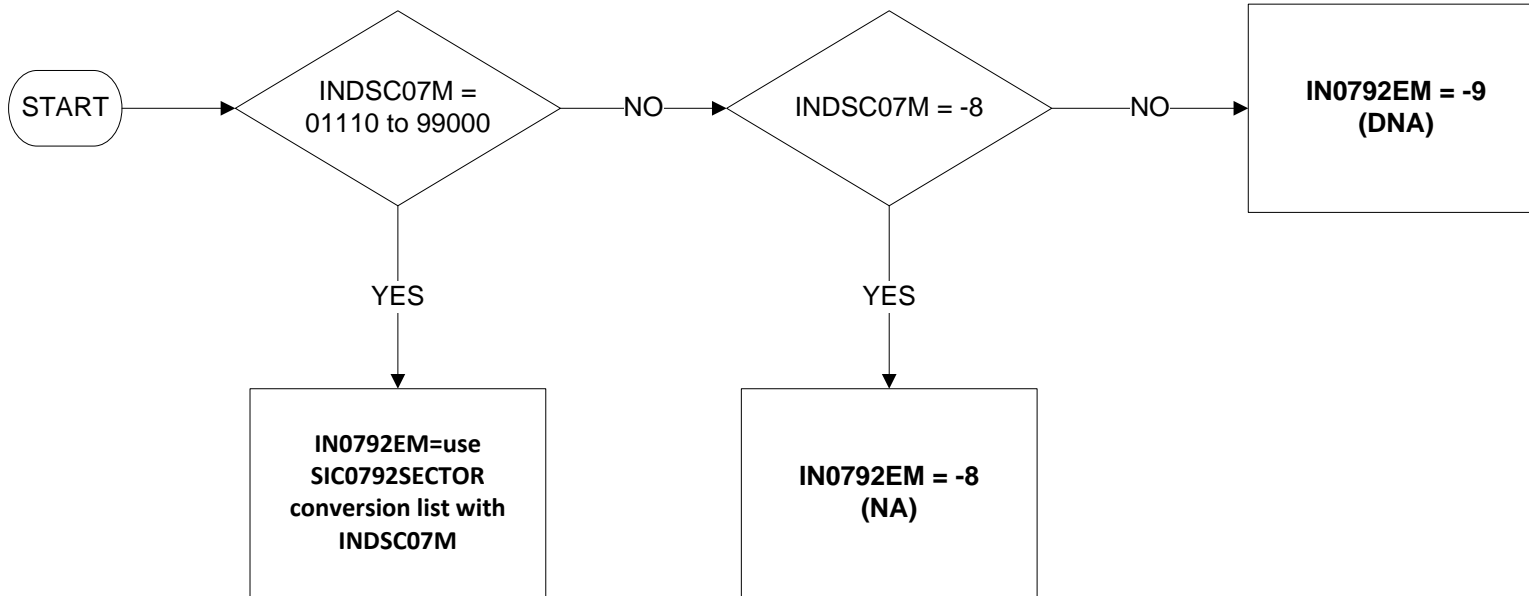 START
INDSC07M =
01110 to 99000
NO
INDSC07M = -8
NO
IN0792EM = -9
(DNA)
YES
YES
IN0792EM=use
SIC0792SECTOR
conversion list with
INDSC07M
IN0792EM = -8
(NA)